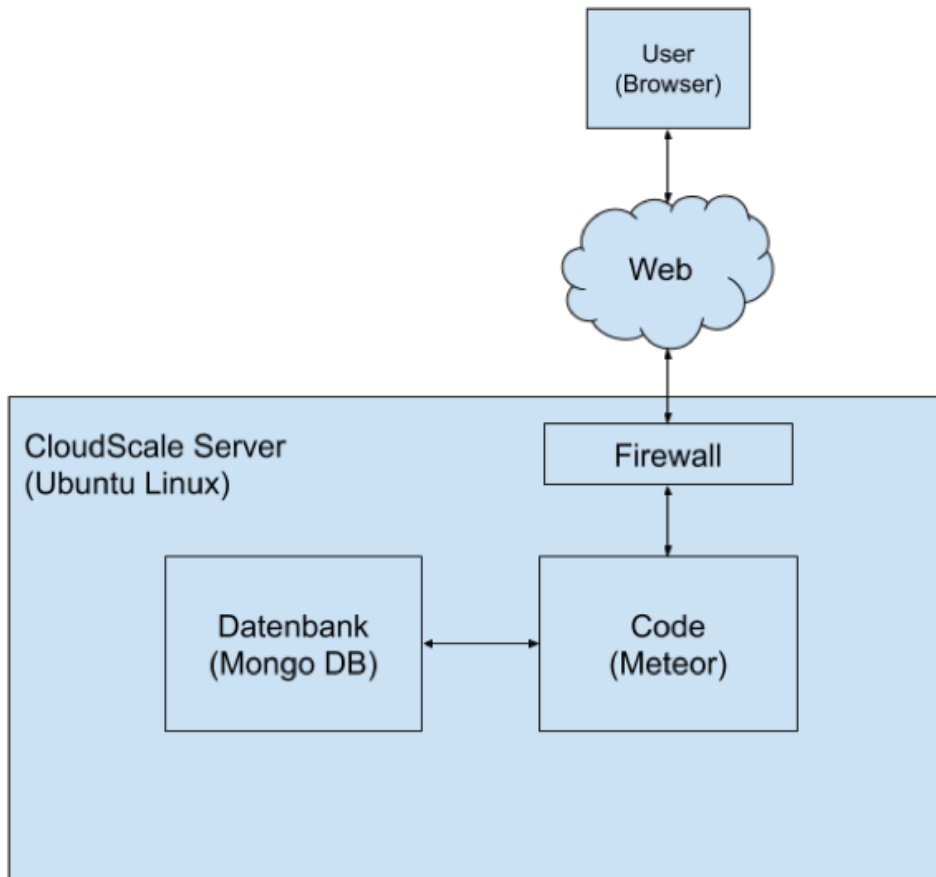 User
(Browser)
Web
CloudScale Server
(Ubuntu Linux)
Firewall
Datenbank
(Mongo DB)
Code
(Meteor)